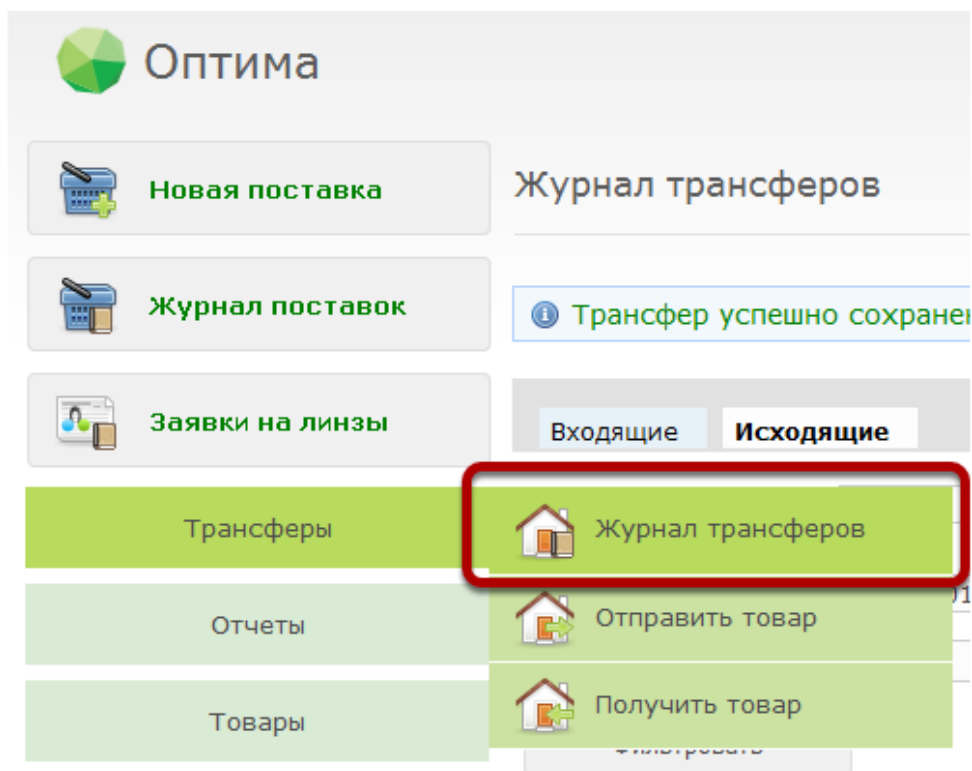 Оптима
Новая поставка
Журнал трансферов
Журнал поставок
Трансфер успешно сохранен
Заявки на линзы
Входящие Исходящие
Трансферы
Журнал трансферов
Отчеты
Отправить товар
Товары
Получить товар
Фильтровать